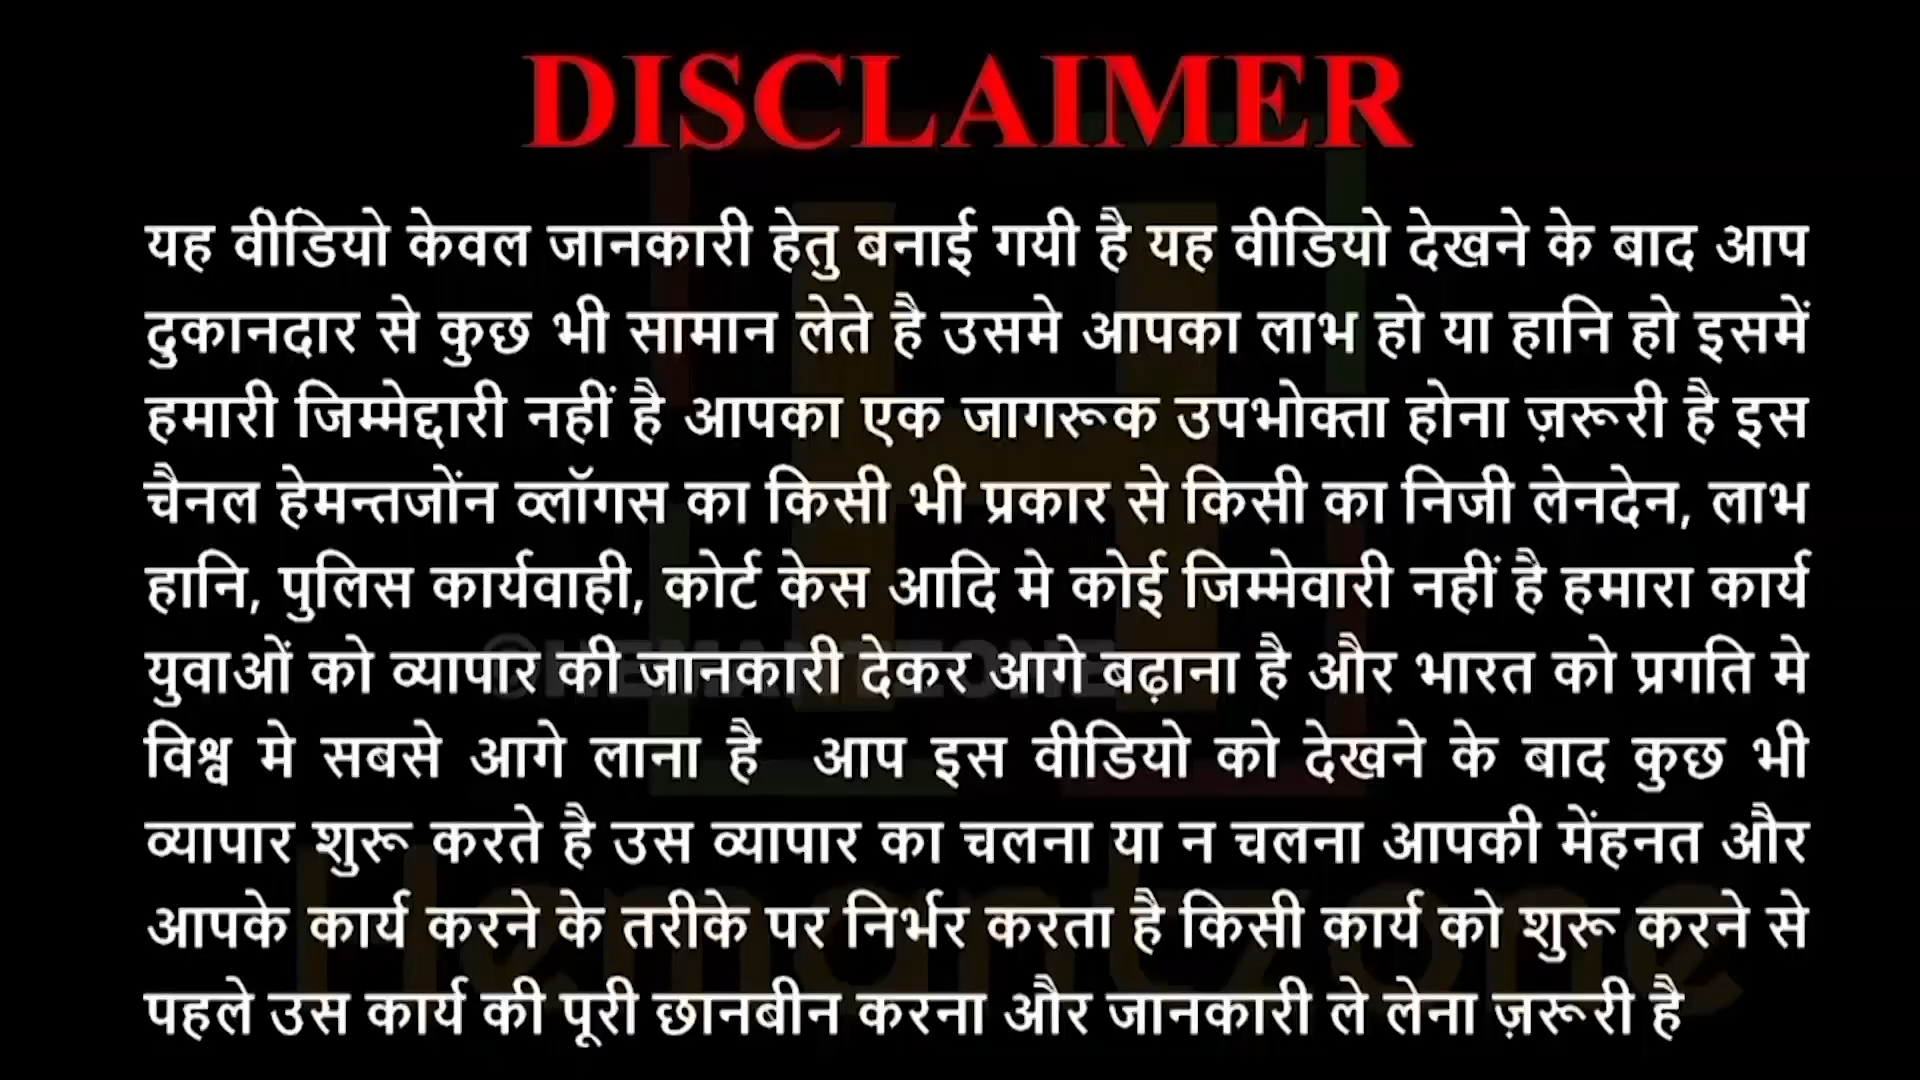 DISCLAIMER
यह वीडियो केवल जानकारी हेतु बनाई गयी है यह वीडियो देखने के बाद आप
दुकानदार से कुछ भी सामान लेते है उसमे आपका लाभ हो या हानि हो इसमें
हमारी जिम्मेद्दारी नहीं है आपका एक जागरूक उपभोक्ता होना ज़रूरी है इस
चैनल हेमन्तजोंन व्लॉगस का किसी भी प्रकार से किसी का निजी लेनदेन, लाभ
हानि, पुलिस कार्यवाही, कोर्ट केस आदि मे कोई जिम्मेवारी नहीं है हमारा कार्य
युवाओं को व्यापार की जानकारी देकर आगे बढ़ाना है और भारत को प्रगति मे
विश्व मे सबसे आगे लाना है आप इस वीडियो को देखने के बाद कुछ भी
व्यापार शुरू करते है उस व्यापार का चलना या न चलना आपकी मेंहनत और
आपके कार्य करने के तरीके पर निर्भर करता है किसी कार्य को शुरू करने से
पहले उस कार्य की पूरी छानबीन करना और जानकारी ले लेना ज़रूरी है
©HEMANTZONE
Hemantzone